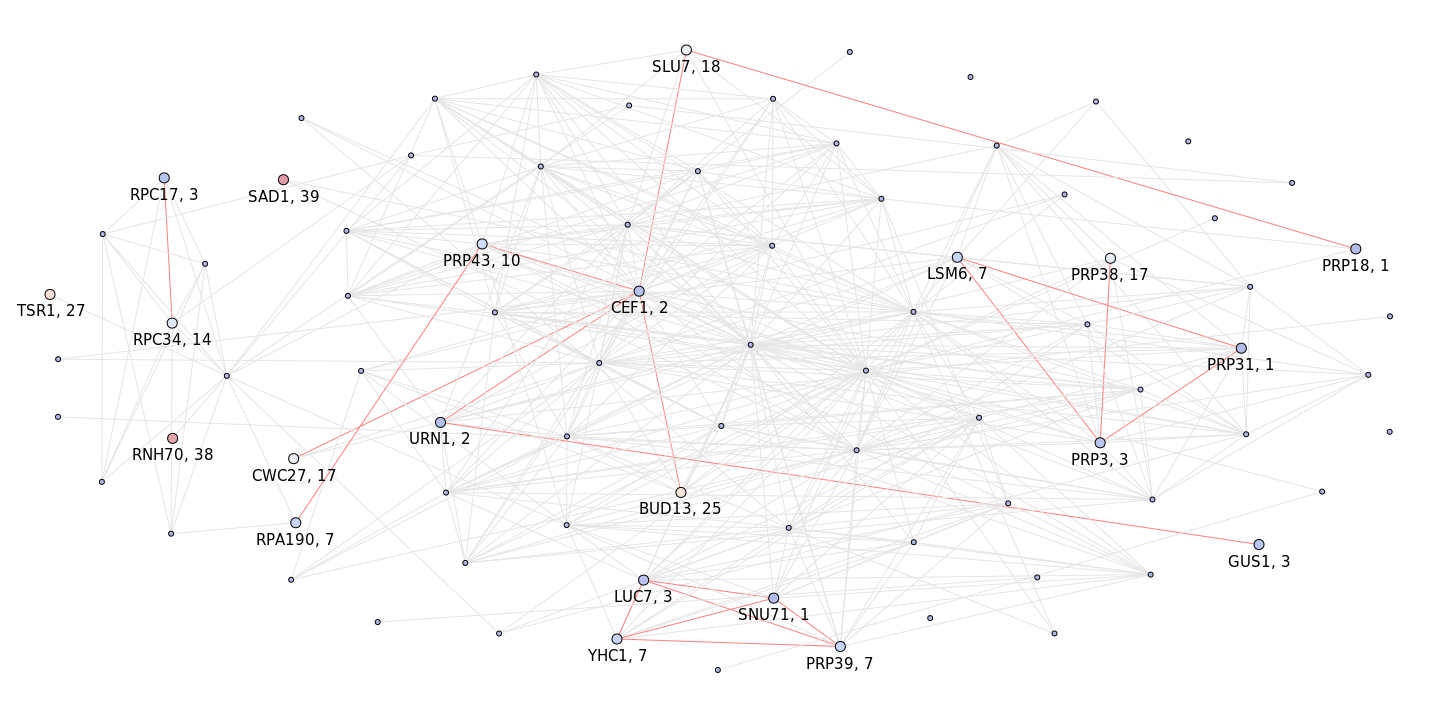 SLU7, 18
RPC17, 3
SAD1, 39
PRP43, 10
LSM6, 7
PRP38, 17
PRP18, 1
TSR1, 27
CEF1, 2
RPC34, 14
PRP31, 1
URN1, 2
RNH70, 38
PRP3, 3
CWC27, 17
BUD13, 25
RPA190, 7
GUS1, 3
LUC7, 3
SNU71, 1
YHC1, 7
PRP39, 7